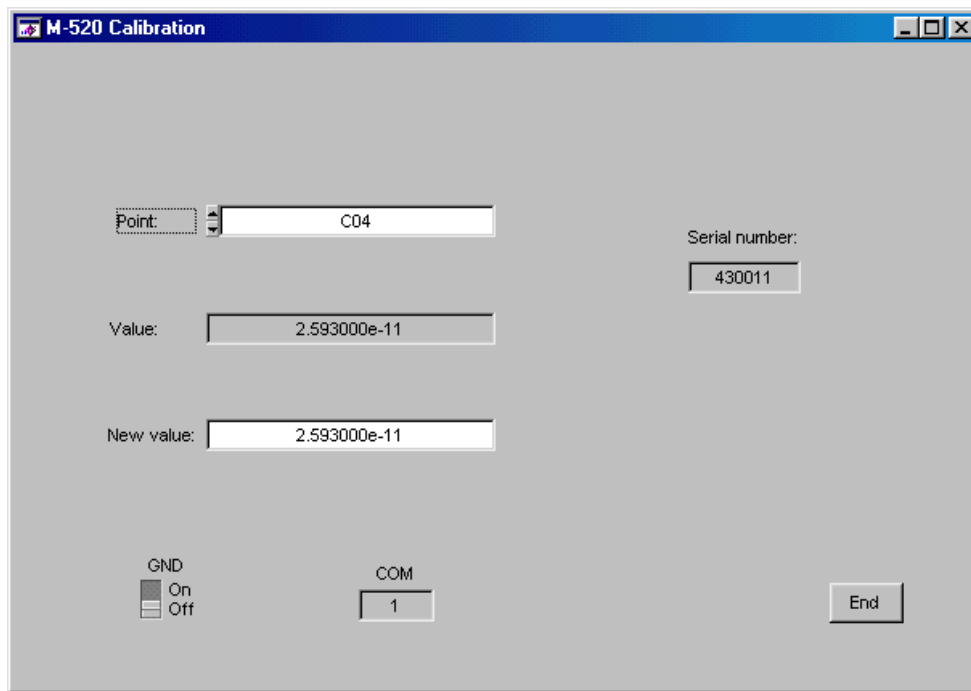 M-520 Calibration
Point: C04
Serial number:
430011
Value: 2.593000e-11
New value: 2.593000e-11
GND
On
Off
COM
1
End